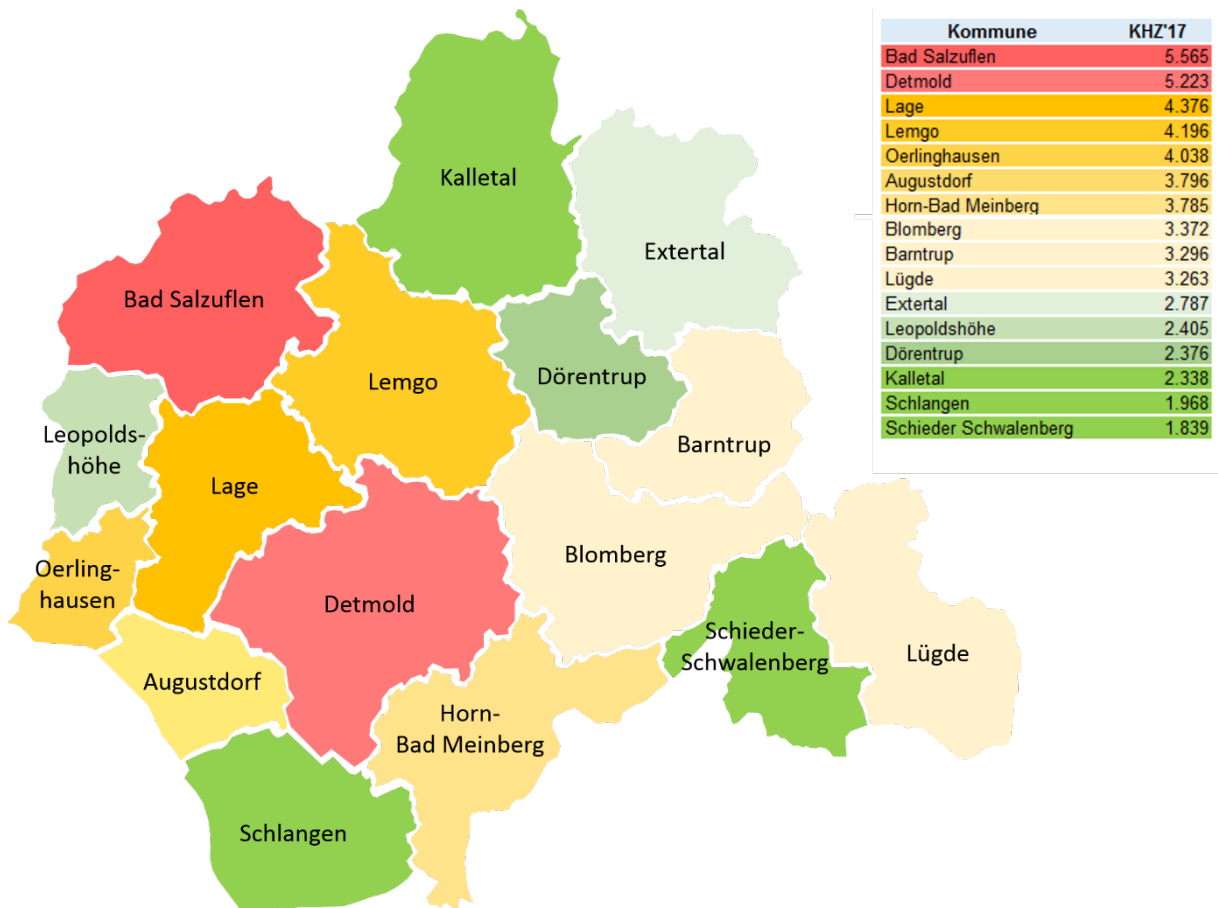 Kommune KHZ'17
Bad Salzuflen 5.565
Detmold 5.223
Lage 4.376
Lemgo 4.196
Oerlinghausen 4.038
Augustdorf 3.796
Horn-Bad Meinberg 3.785
Blomberg 3.372
Barntrup 3.296
Lügde 3.263
Extertal 2.787
Leopoldshöhe 2.405
Dörentrup 2.376
Kalletal 2.338
Schlangen 1.968
Schieder Schwalenberg 1.839
Kalletal
Extertal
Bad Salzuflen
Lemgo
Dörentrup
Leopolds-
höhe
Barntrup
Lage
Blomberg
Oerling-
hausen
Detmold
Schieder-
Schwalenberg
Lügde
Augustdorf
Horn-
Bad Meinberg
Schlangen